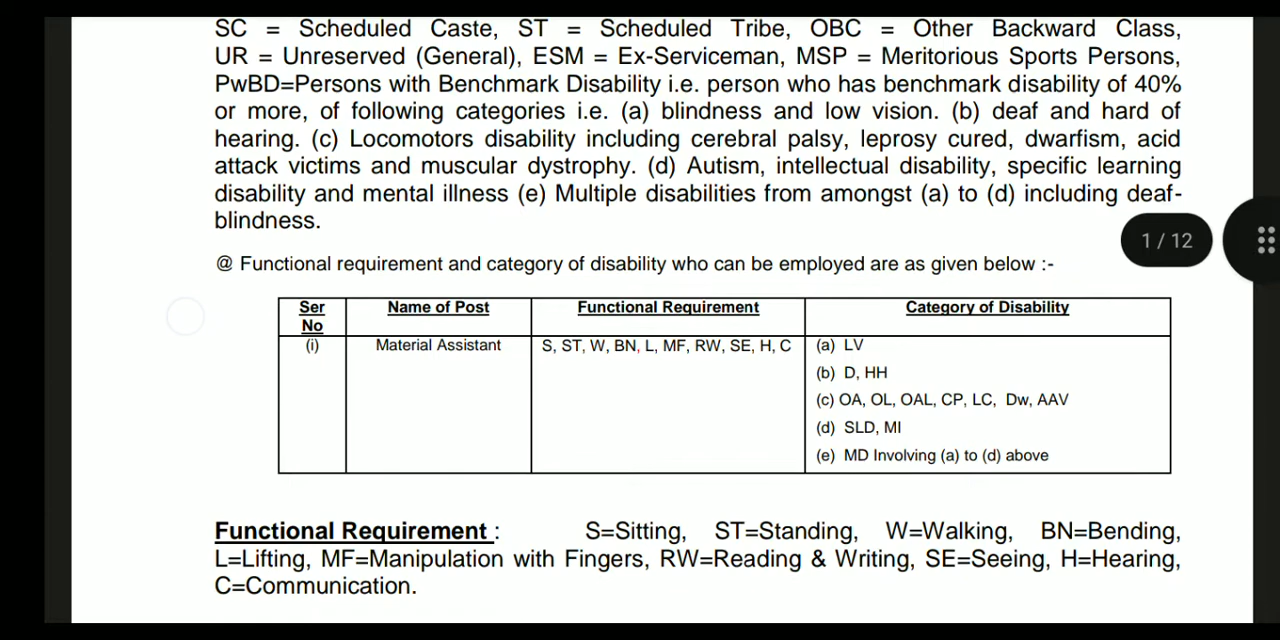 SC = Scheduled Caste, ST = Scheduled Tribe, OBC = Other Backward Class,
UR = Unreserved (General), ESM = Ex-Serviceman, MSP = Meritorious Sports Persons,
PwBD=Persons with Benchmark Disability i.e. person who has benchmark disability of 40%
or more, of following categories i.e. (a) blindness and low vision. (b) deaf and hard of
hearing. (c) Locomotors disability including cerebral palsy, leprosy cured, dwarfism, acid
attack victims and muscular dystrophy. (d) Autism, intellectual disability, specific learning
disability and mental illness (e) Multiple disabilities from amongst (a) to (d) including deaf-
blindness.
1 / 12
@ Functional requirement and category of disability who can be employed are as given below :-
Ser No Name of Post Functional Requirement Category of Disability
(i) Material Assistant S, ST, W, BN, L, MF, RW, SE, H, C (a) LV
(b) D, HH
(c) OA, OL, OAL, CP, LC, Dw, AAV
(d) SLD, MI
(e) MD Involving (a) to (d) above
Functional Requirement : S=Sitting, ST=Standing, W=Walking, BN=Bending,
L=Lifting, MF=Manipulation with Fingers, RW=Reading & Writing, SE=Seeing, H=Hearing,
C=Communication.